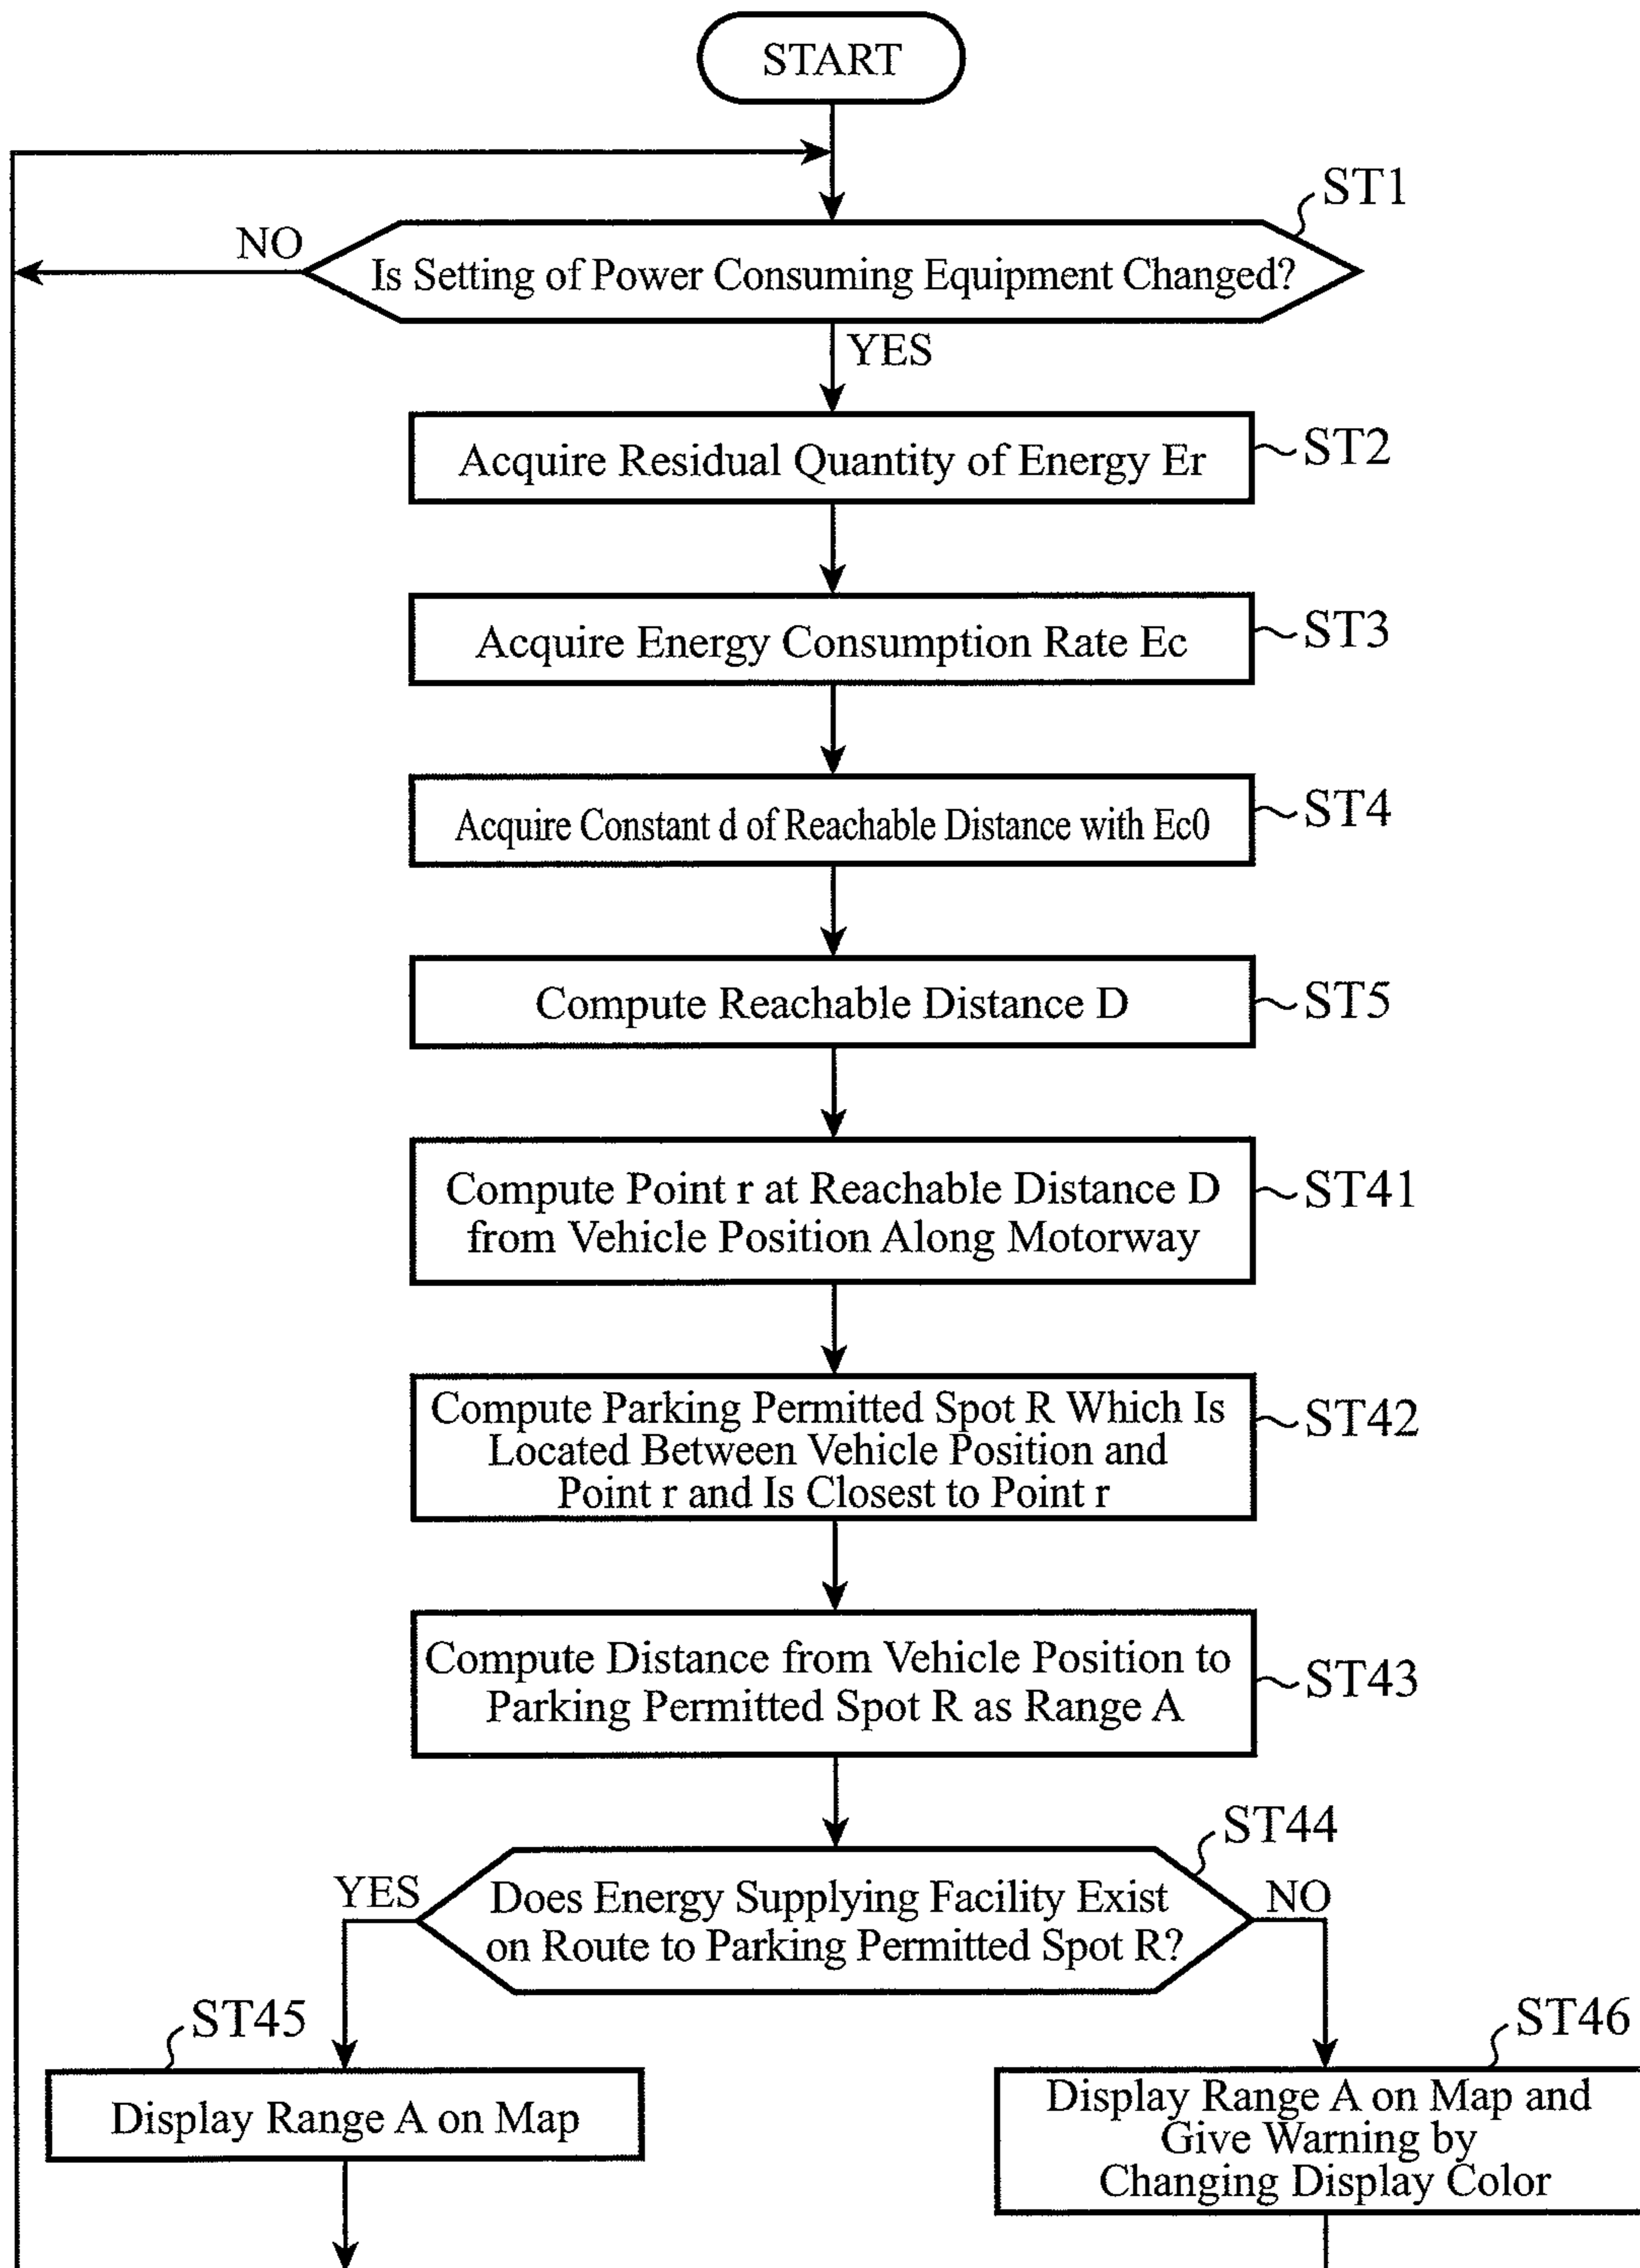 START
ST1
NO
Is Setting of Power Consuming Equipment Changed?
YES
Acquire Residual Quantity of Energy Er
ST2
Acquire Energy Consumption Rate Ec
ST3
Acquire Constant d of Reachable Distance with Ec0
ST4
Compute Reachable Distance D
ST5
Compute Point r at Reachable Distance D
from Vehicle Position Along Motorway
ST41
Compute Parking Permitted Spot R Which Is
Located Between Vehicle Position and
Point r and Is Closest to Point r
ST42
Compute Distance from Vehicle Position to
Parking Permitted Spot R as Range A
ST43
ST44
YES
Does Energy Supplying Facility Exist
on Route to Parking Permitted Spot R?
NO
ST45
Display Range A on Map
ST46
Display Range A on Map and
Give Warning by
Changing Display Color